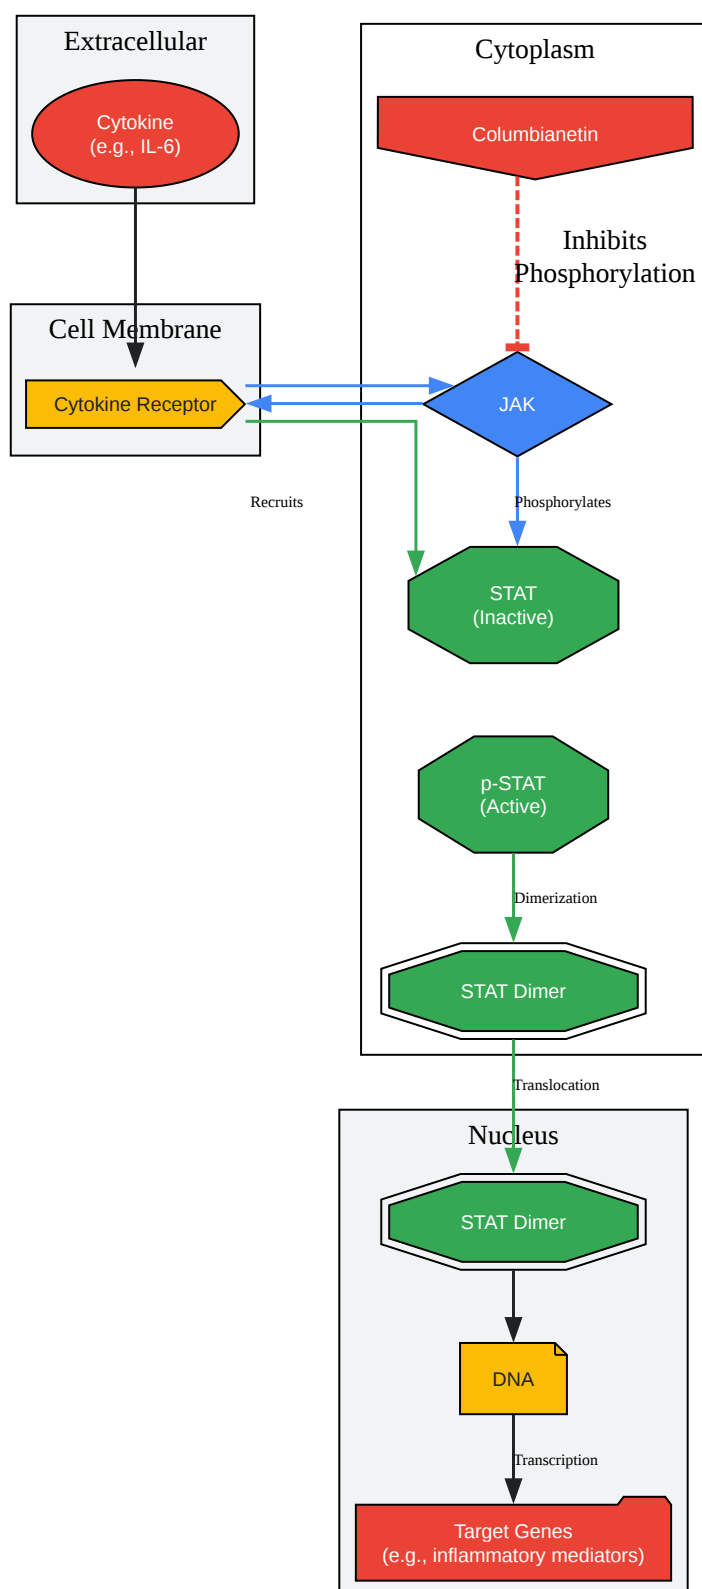 Extracellular
Cytokine
(e.g., IL-6)
Cytoplasm
Columbianetin
Inhibits
Phosphorylation
Cell Membrane
Cytokine Receptor
JAK
Recruits
Phosphorylates
STAT
(Inactive)
p-STAT
(Active)
Dimerization
STAT Dimer
Translocation
Nucleus
STAT Dimer
DNA
Transcription
Target Genes
(e.g., inflammatory mediators)